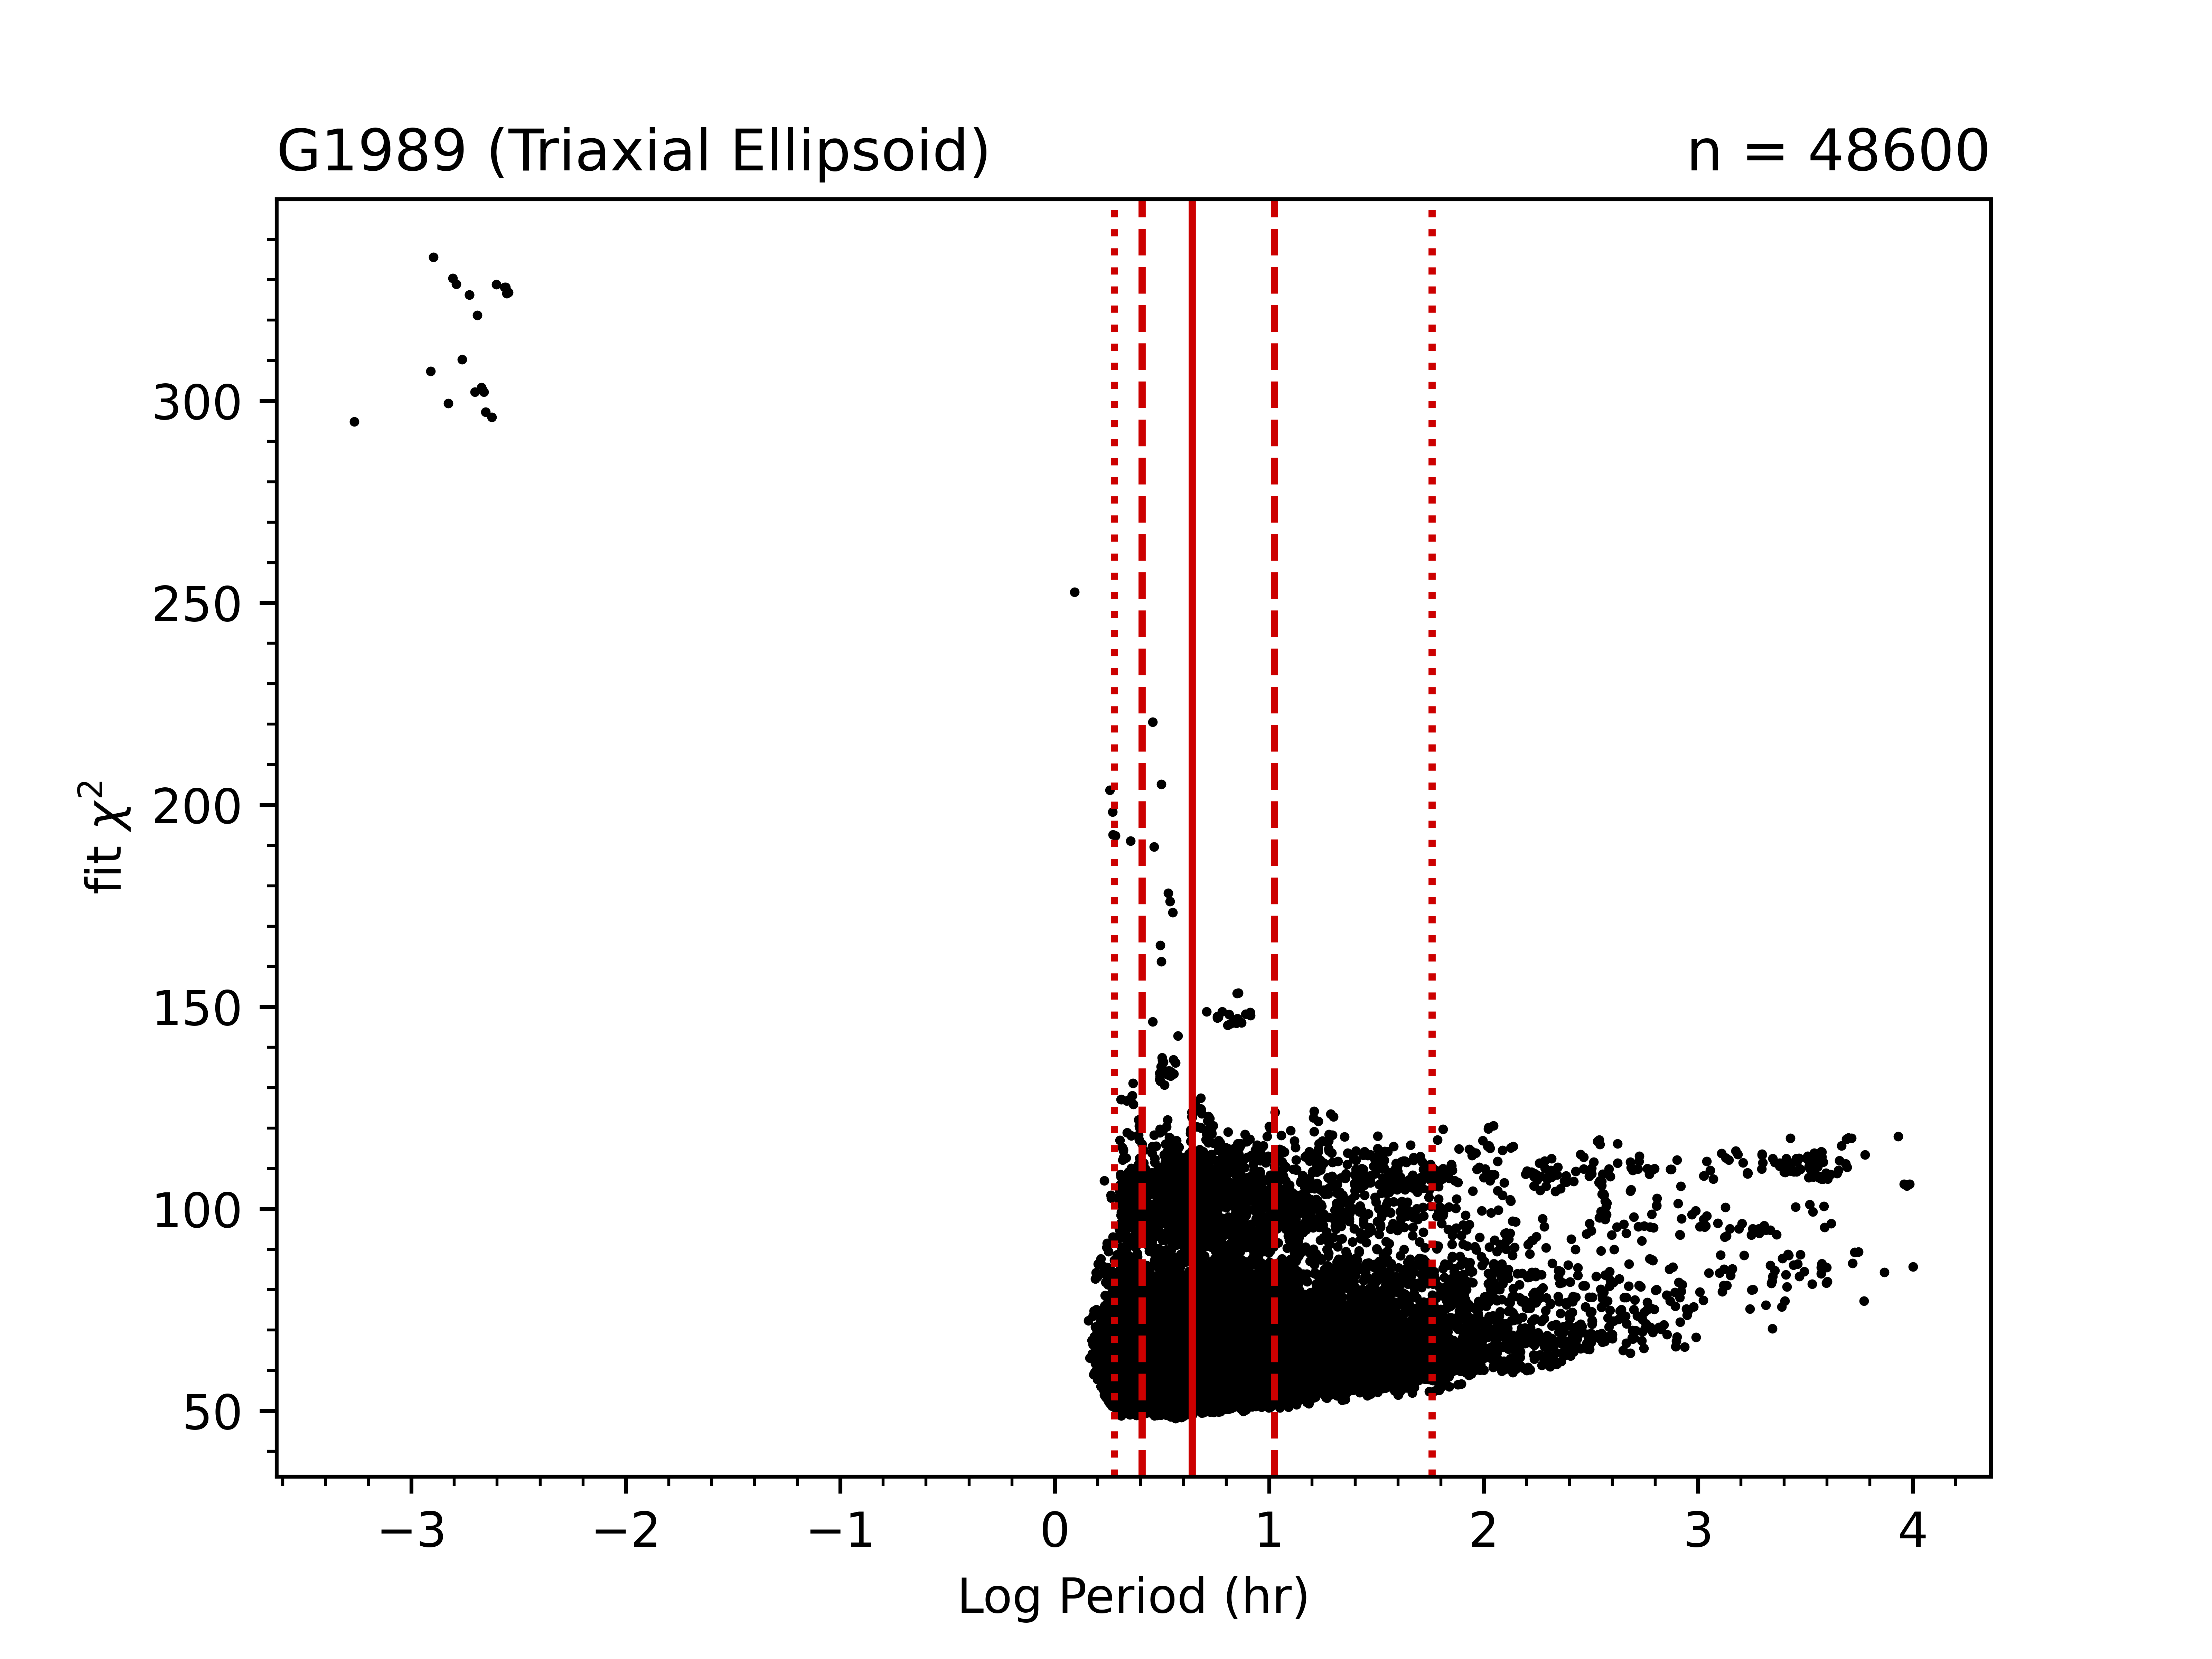 G1989 (Triaxial Ellipsoid)
n = 48600
300
250
200
150
100
50
fit χ²
−3 −2 −1 0 1 2 3 4
Log Period (hr)